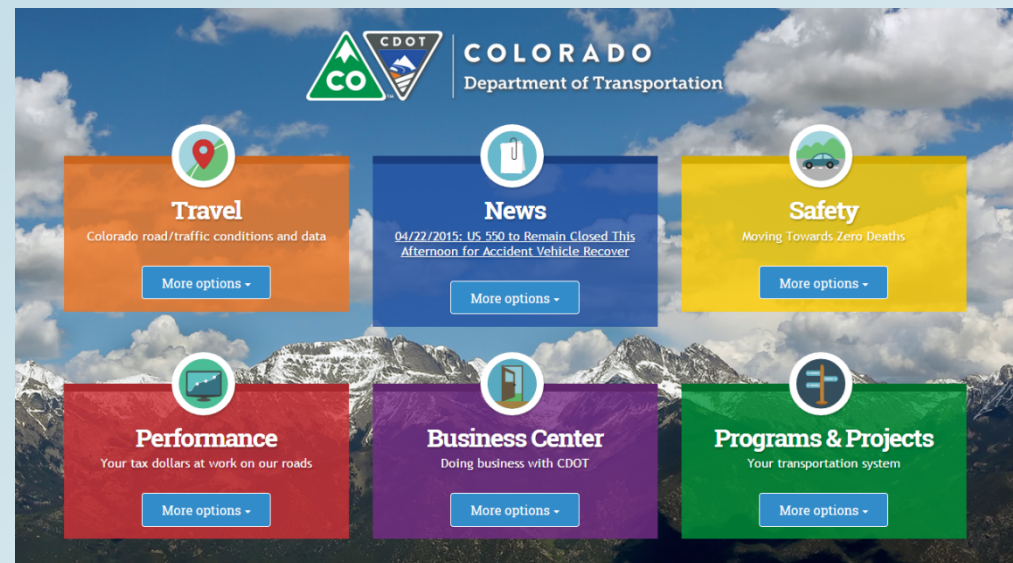 CO
TM
CDOT
COLORADO
Department of Transportation
Travel
Colorado road/traffic conditions and data
More options
News
04/22/2015: US 550 to Remain Closed This
Afternoon for Accident Vehicle Recover
More options
Safety
Moving Towards Zero Deaths
More options
Performance
Your tax dollars at work on our roads
More options
Business Center
Doing business with CDOT
More options
Programs & Projects
Your transportation system
More options